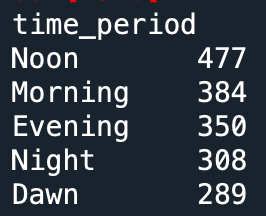 time_period
Noon 477
Morning 384
Evening 350
Night 308
Dawn 289